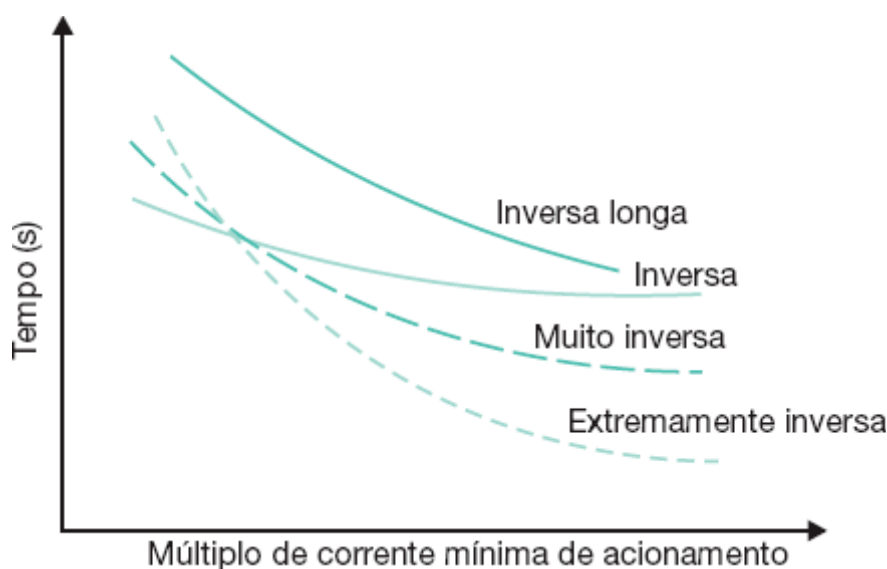 Tempo (s)
Inversa longa
Inversa
Muito inversa
Extremamente inversa
Múltiplo de corrente mínima de acionamento